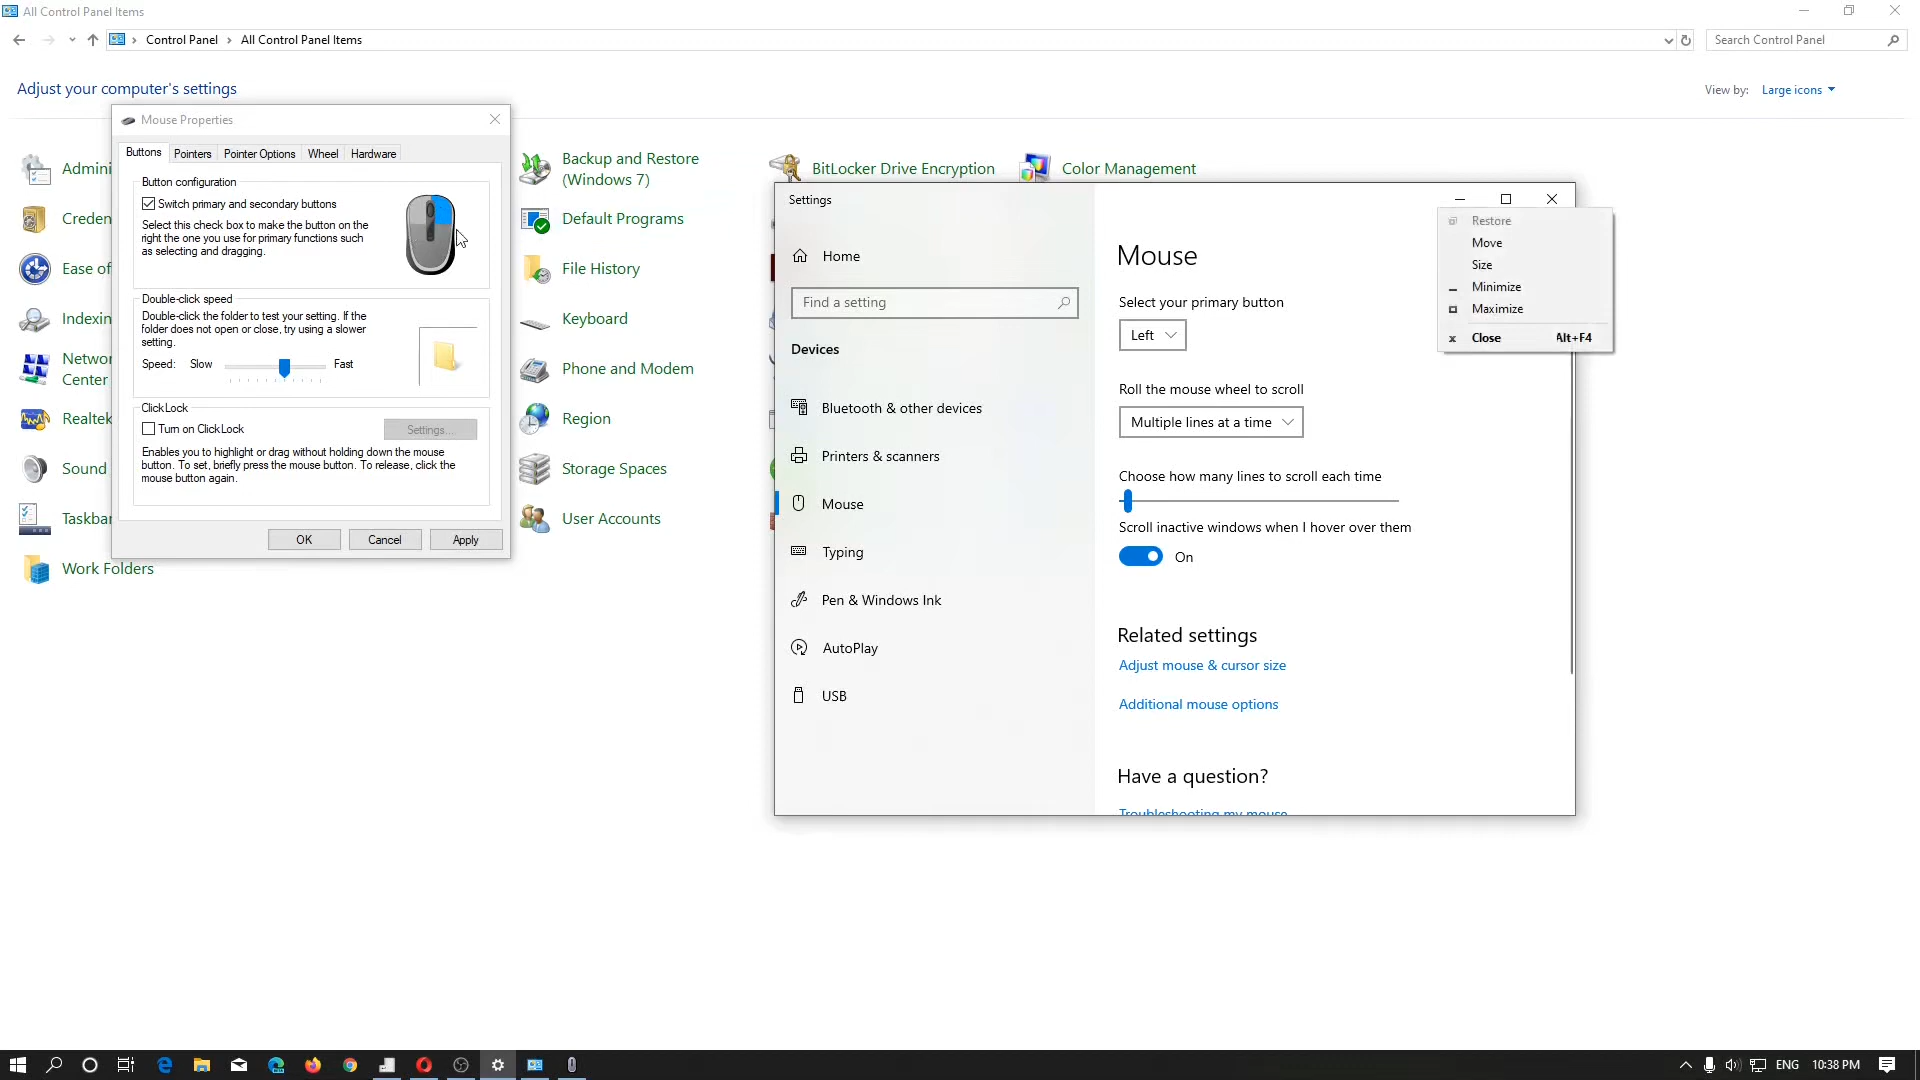 All Control Panel Items
Control Panel
All Control Panel Items
Search Control Panel
Adjust your computer's settings
View by:
Large icons
Mouse Properties
Buttons
Pointers
Pointer Options
Wheel
Hardware
Button configuration
Switch primary and secondary buttons
Select this check box to make the button on the
right the one you use for primary functions such
as selecting and dragging.
Double-click speed
Double-click the folder to test your setting. If the
folder does not open or close, try using a slower
setting.
Speed:
Slow
Fast
ClickLock
Turn on ClickLock
Settings...
Enables you to highlight or drag without holding down the mouse
button. To set, briefly press the mouse button. To release, click the
mouse button again.
OK
Cancel
Apply
Admini
Creden
Ease of
Indexin
Networ
Center
Realtek
Sound
Taskbar
Work Folders
Backup and Restore
(Windows 7)
Default Programs
File History
Keyboard
Phone and Modem
Region
Storage Spaces
User Accounts
BitLocker Drive Encryption
Color Management
Settings
Home
Find a setting
Devices
Bluetooth & other devices
Printers & scanners
Mouse
Typing
Pen & Windows Ink
AutoPlay
USB
Mouse
Select your primary button
Left
Roll the mouse wheel to scroll
Multiple lines at a time
Choose how many lines to scroll each time
Scroll inactive windows when I hover over them
On
Related settings
Adjust mouse & cursor size
Additional mouse options
Have a question?
Troubleshooting my mouse
Restore
Move
Size
Minimize
Maximize
Close Alt+F4
ENG
10:38 PM